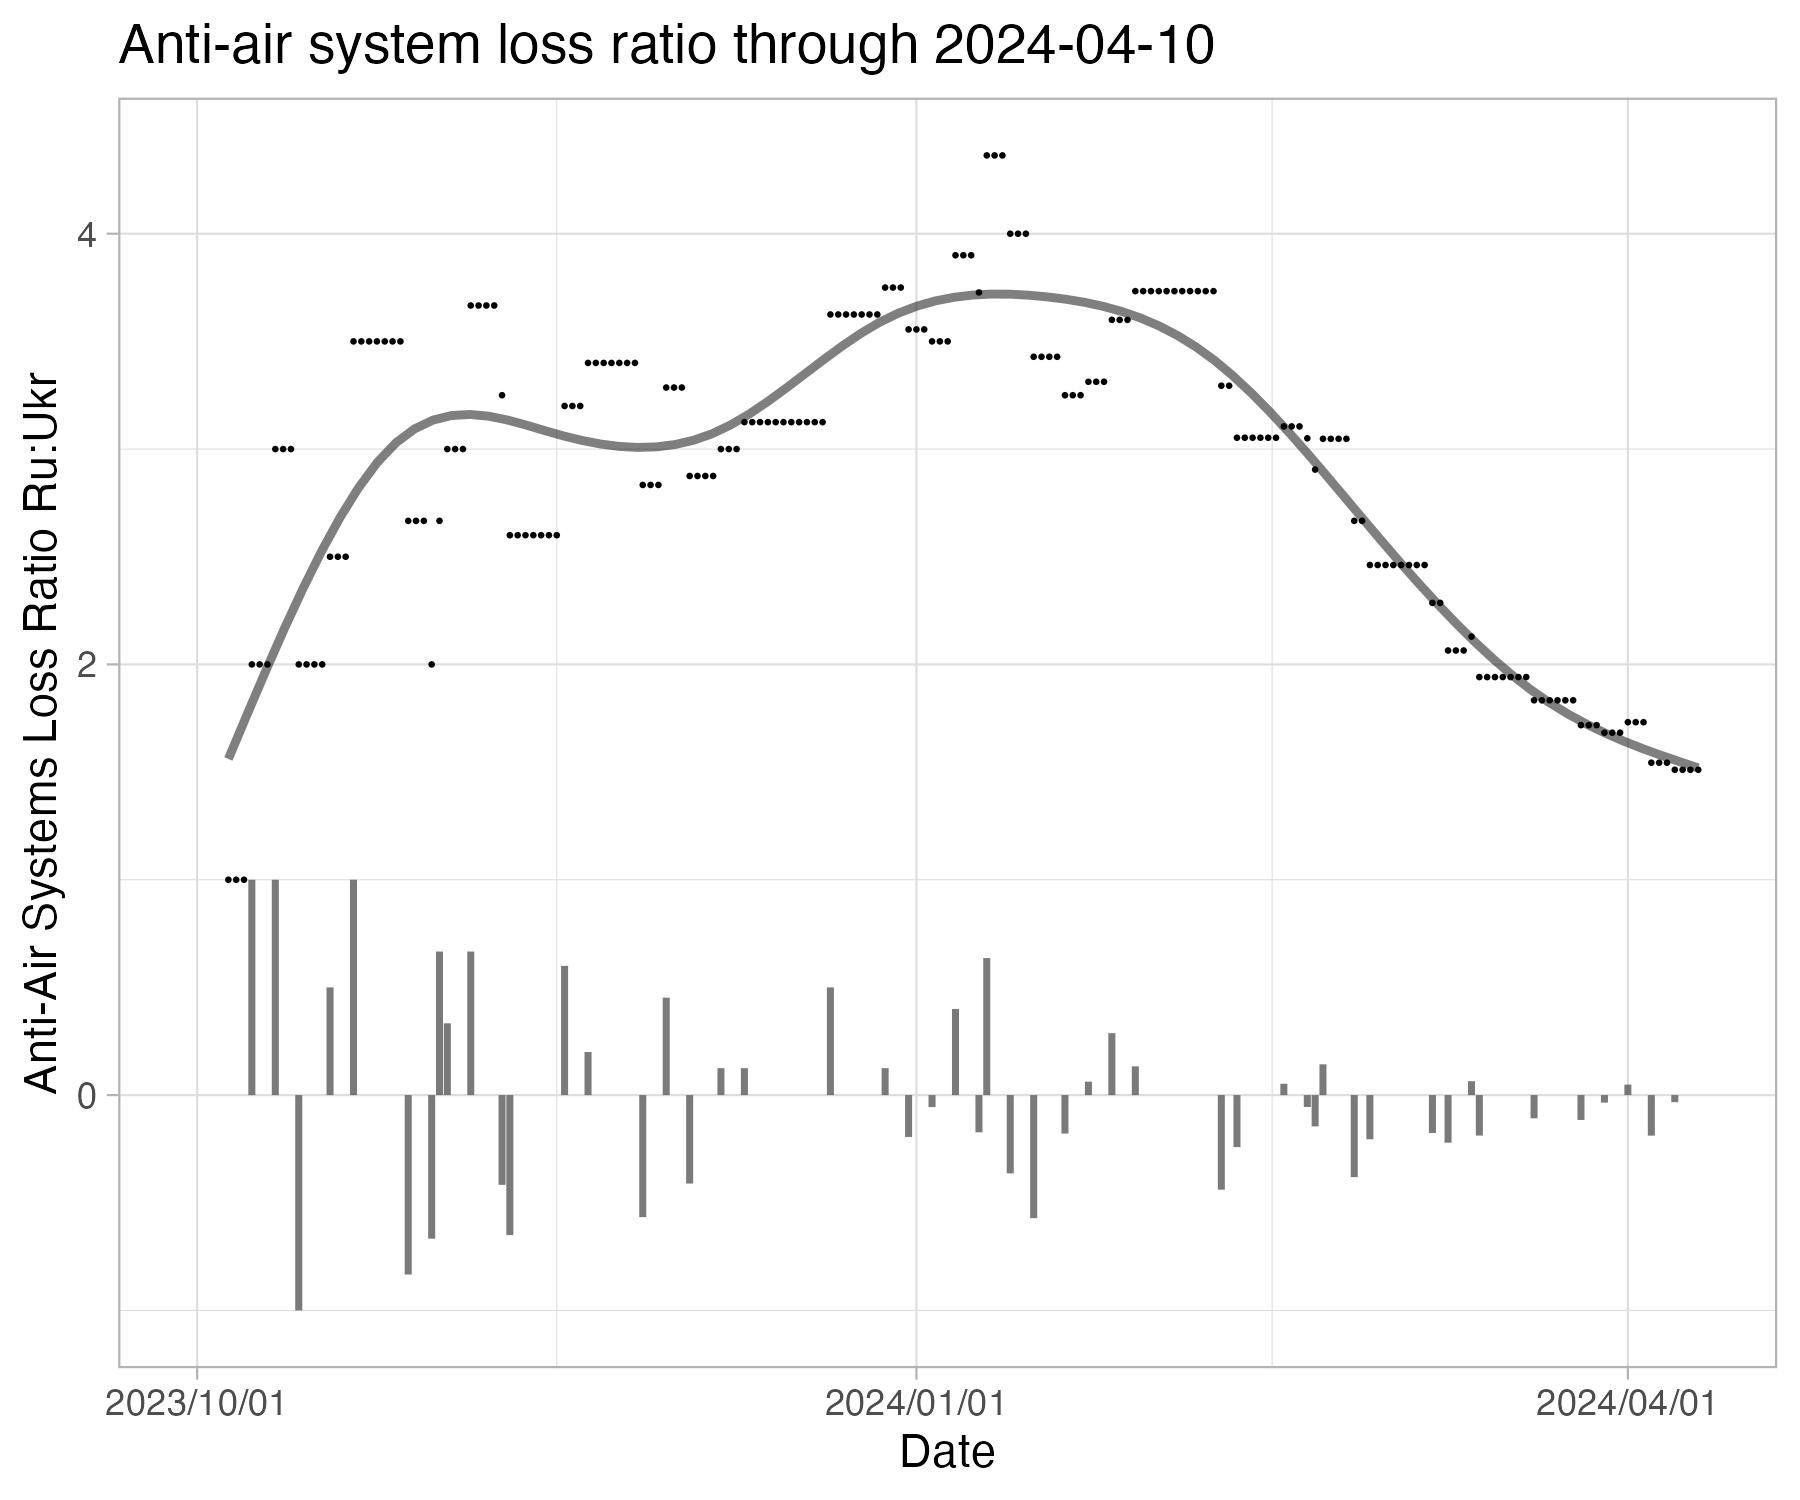 Anti-air system loss ratio through 2024-04-10
Anti-Air Systems Loss Ratio Ru:Ukr
4
2
0
2023/10/01
2024/01/01
2024/04/01
Date